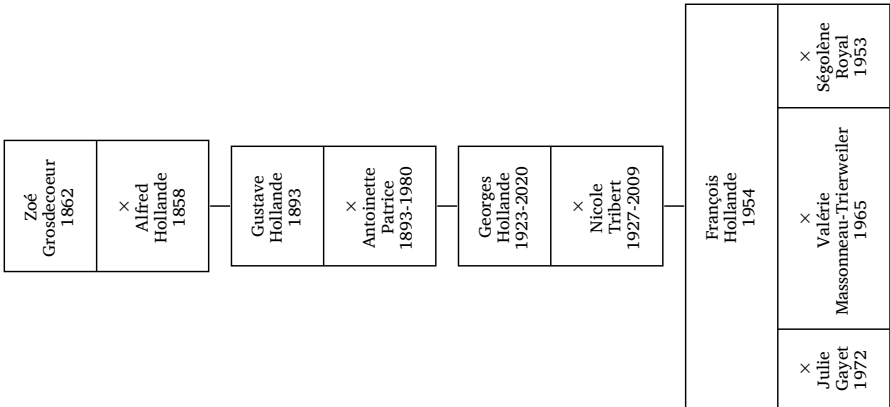 Zoé
Grosdecoeur
1862
×
Alfred
Hollande
1858
Gustave
Hollande
1893
×
Antoinette
Patrice
1893-1980
Georges
Hollande
1923-2020
×
Nicole
Tribert
1927-2009
François
Hollande
1954
×
Ségolène
Royal
1953
×
Valérie
Massonneau-Trierweiler
1965
×
Julie
Gayet
1972